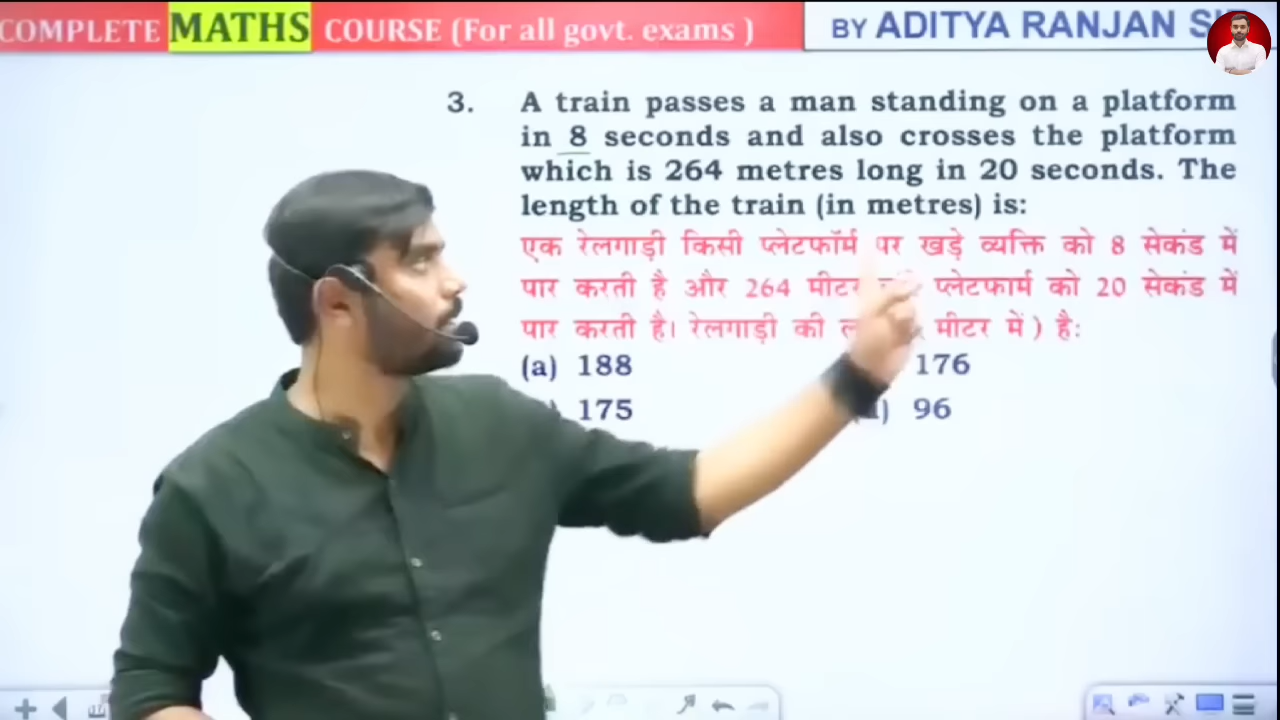 COMPLETE MATHS COURSE (For all govt. exams )
BY ADITYA RANJAN
3. A train passes a man standing on a platform
in 8 seconds and also crosses the platform
which is 264 metres long in 20 seconds. The
length of the train (in metres) is:
एक रेलगाड़ी किसी प्लेटफॉर्म पर खड़े व्यक्ति को 8 सेकंड में
पार करती है और 264 मीटर प्लेटफार्म को 20 सेकंड में
पार करती है। रेलगाड़ी की मीटर में ) है:
(a) 188 176
175 96